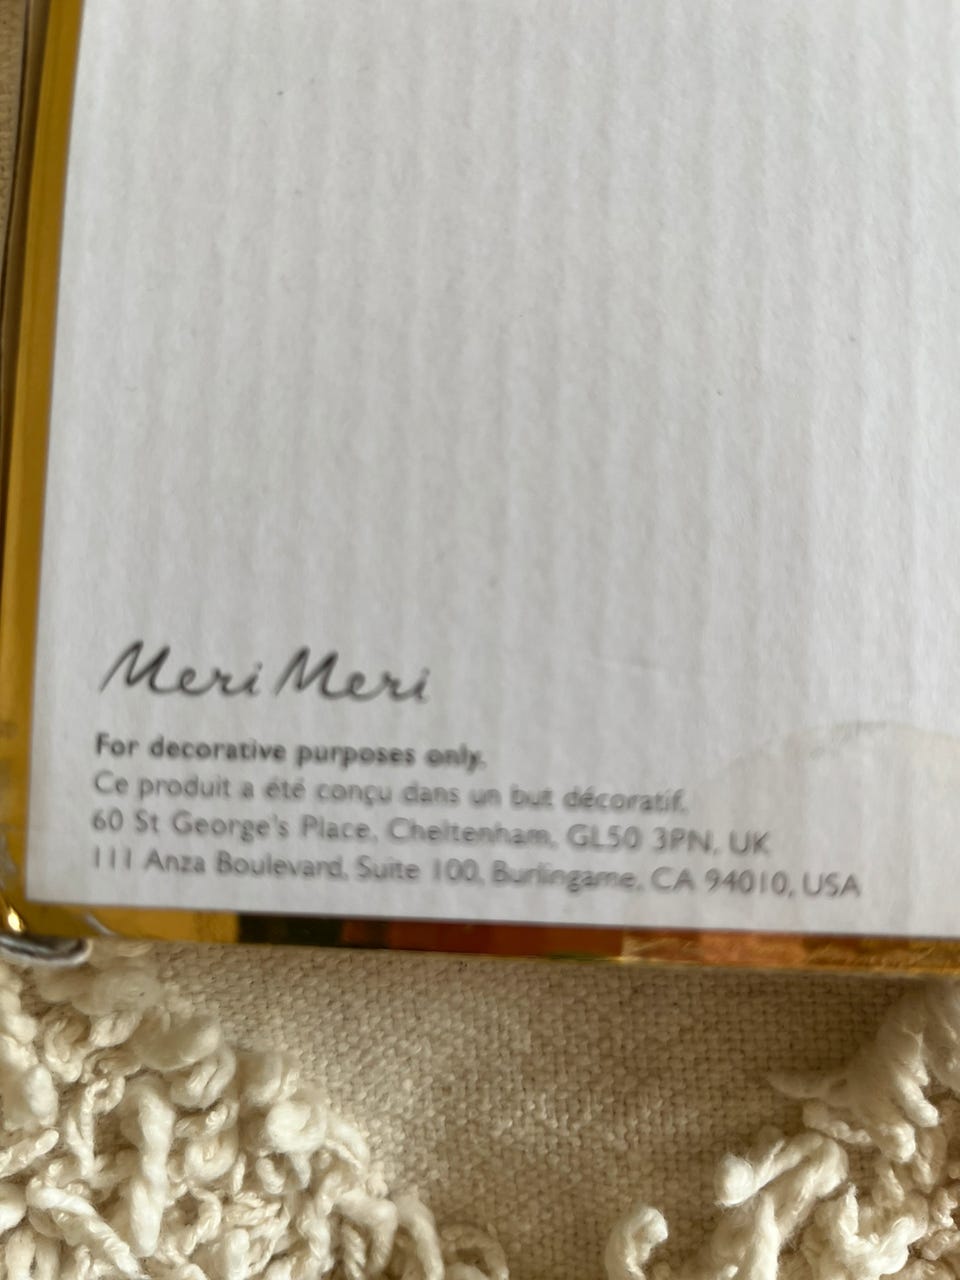 Meri Meri
For decorative purposes only.
Ce produit a été conçu dans un but décoratif.
60 St George's Place, Cheltenham, GL50 3PN, UK
111 Anza Boulevard, Suite 100, Burlingame, CA 94010, USA